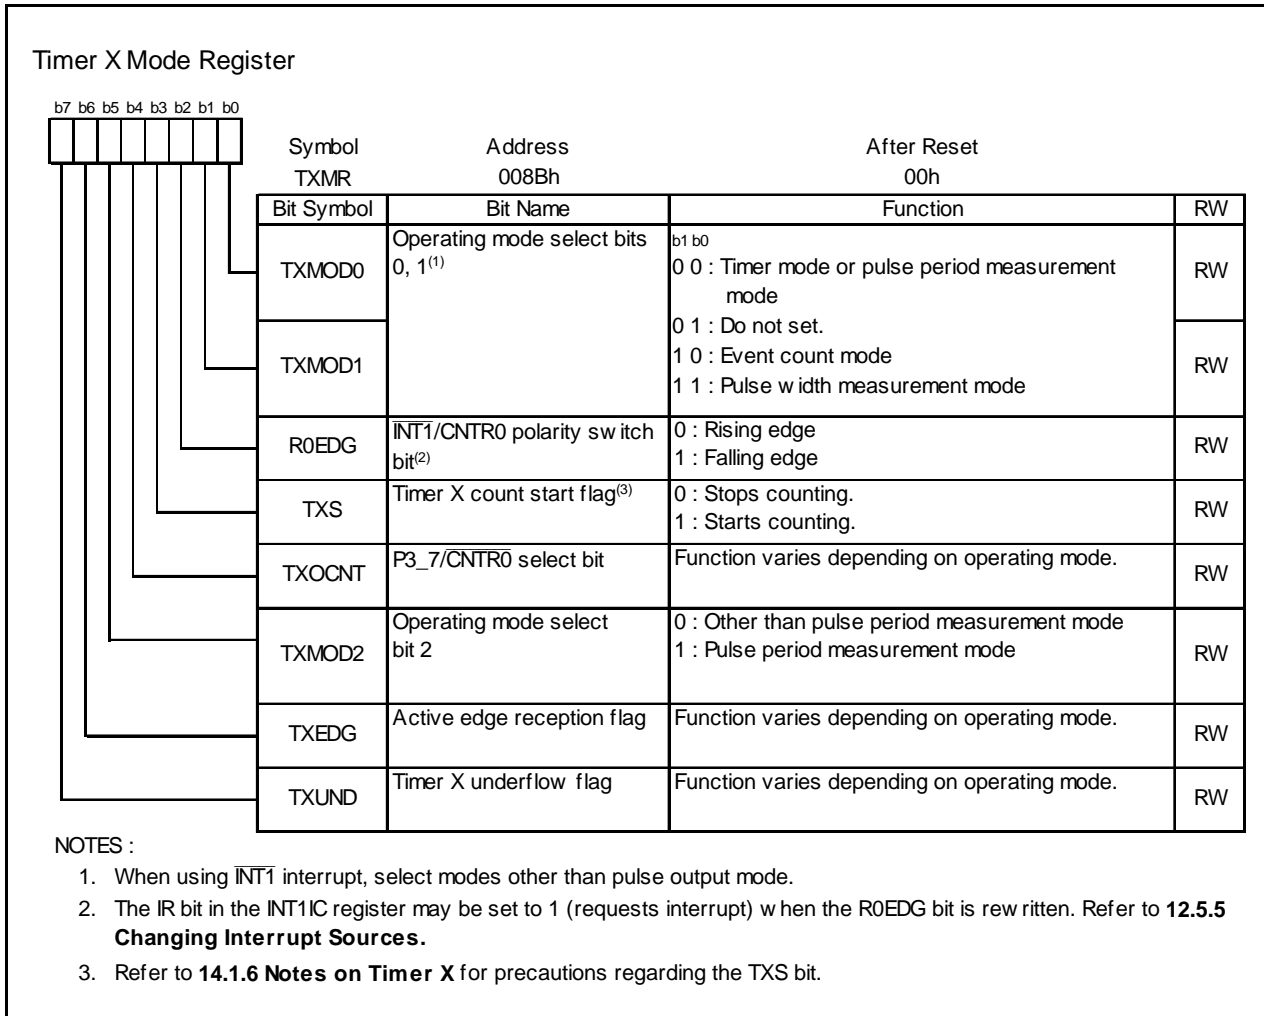 Timer X Mode Register
b7 b6 b5 b4 b3 b2 b1 b0
Symbol Address After Reset
TXMR 008Bh 00h
Bit Symbol Bit Name Function RW
TXMOD0 Operating mode select bits RW
0, 1(1)
b1 b0
0 0 : Timer mode or pulse period measurement
mode
0 1 : Do not set.
TXMOD1 RW
1 0 : Event count mode
1 1 : Pulse width measurement mode
R0EDG INT1/CNTR0 polarity switch 0 : Rising edge RW
bit(2) 1 : Falling edge
TXS Timer X count start flag(3) 0 : Stops counting. RW
1 : Starts counting.
TXOCNT P3_7/CNTR0 select bit Function varies depending on operating mode. RW
TXMOD2 Operating mode select 0 : Other than pulse period measurement mode RW
bit 2 1 : Pulse period measurement mode
TXEDG Active edge reception flag Function varies depending on operating mode. RW
TXUND Timer X underflow flag Function varies depending on operating mode. RW
NOTES :
1. When using INT1 interrupt, select modes other than pulse output mode.
2. The IR bit in the INT1IC register may be set to 1 (requests interrupt) when the R0EDG bit is rewritten. Refer to 12.5.5
Changing Interrupt Sources.
3. Refer to 14.1.6 Notes on Timer X for precautions regarding the TXS bit.